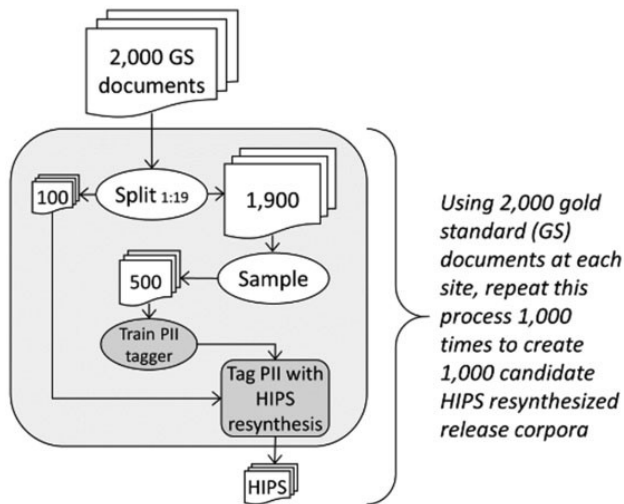 2,000 GS
documents
100
Split 1:19
1,900
500
Sample
Train PII
tagger
Tag PII with
HIPS
resynthesis
HIPS
Using 2,000 gold
standard (GS)
documents at each
site, repeat this
process 1,000
times to create
1,000 candidate
HIPS resynthesized
release corpora